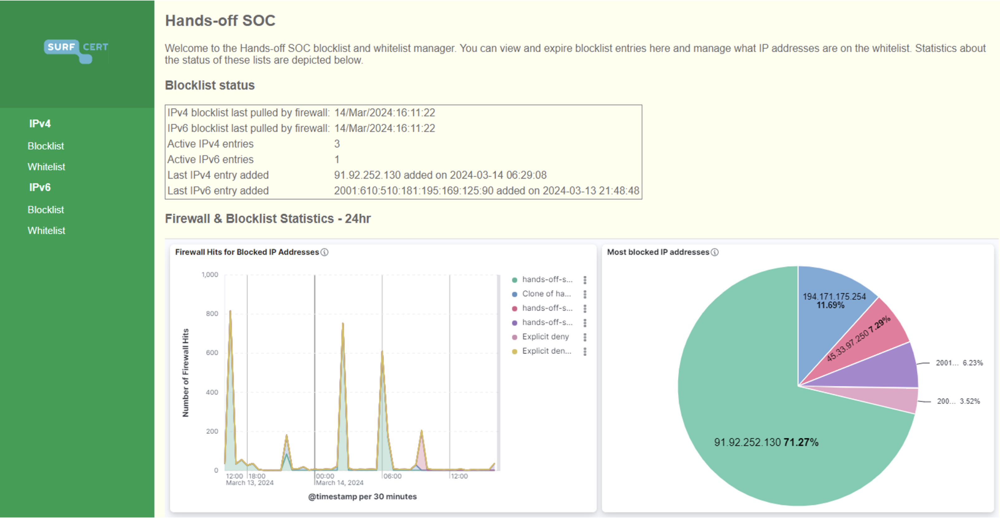 SURF CERT
IPv4
Blocklist
Whitelist
IPv6
Blocklist
Whitelist
Hands-off SOC
Welcome to the Hands-off SOC blocklist and whitelist manager. You can view and expire blocklist entries here and manage what IP addresses are on the whitelist. Statistics about
the status of these lists are depicted below.
Blocklist status
IPv4 blocklist last pulled by firewall: 14/Mar/2024:16:11:22
IPv6 blocklist last pulled by firewall: 14/Mar/2024:16:11:22
Active IPv4 entries 3
Active IPv6 entries 1
Last IPv4 entry added 91.92.252.130 added on 2024-03-14 06:29:08
Last IPv6 entry added 2001:610:510:181:195:169:125:90 added on 2024-03-13 21:48:48
Firewall & Blocklist Statistics - 24hr
Firewall Hits for Blocked IP Addresses
1,000
800
600
400
200
0
Number of Firewall Hits
12:00 18:00 00:00 06:00 12:00
March 13, 2024 March 14, 2024
@timestamp per 30 minutes
hands-off-s...
Clone of ha...
hands-off-s...
hands-off-s...
Explicit deny
Explicit den...
Most blocked IP addresses
194.171.175.254
11.69%
45.33.97.250 7.29%
2001... 6.23%
200... 3.52%
91.92.252.130 71.27%